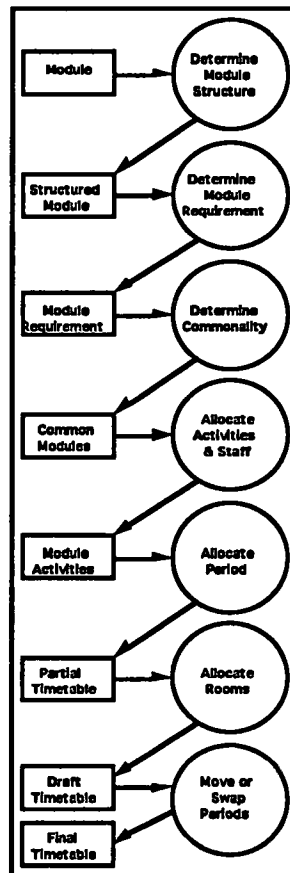 Module
Determine
Module
Structure
Structured
Module
Determine
Module
Requirement
Module
Requirement
Determine
Commonality
Common
Modules
Allocate
Activities
& Staff
Module
Activities
Allocate
Period
Partial
Timetable
Allocate
Rooms
Draft
Timetable
Move or
Swap
Periods
Final
Timetable